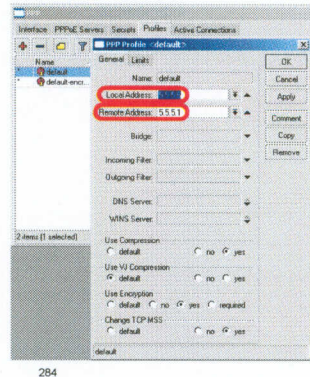 PPP
Interface PPPoE Servers Secrets Profiles Active Connections
PPP Profile <default>
Name
default
default-encr...
General Limits
OK
Name: default
Cancel
Local Address:
Apply
Remote Address: 5.5.5.1
Comment
Bridge:
Copy
Remove
Incoming Filter:
Outgoing Filter:
DNS Server:
WINS Server:
2 items (1 selected)
Use Compression
default no yes
Use VJ Compression
default no yes
Use Encryption
default no yes required
Change TCP MSS
default no yes
default
284